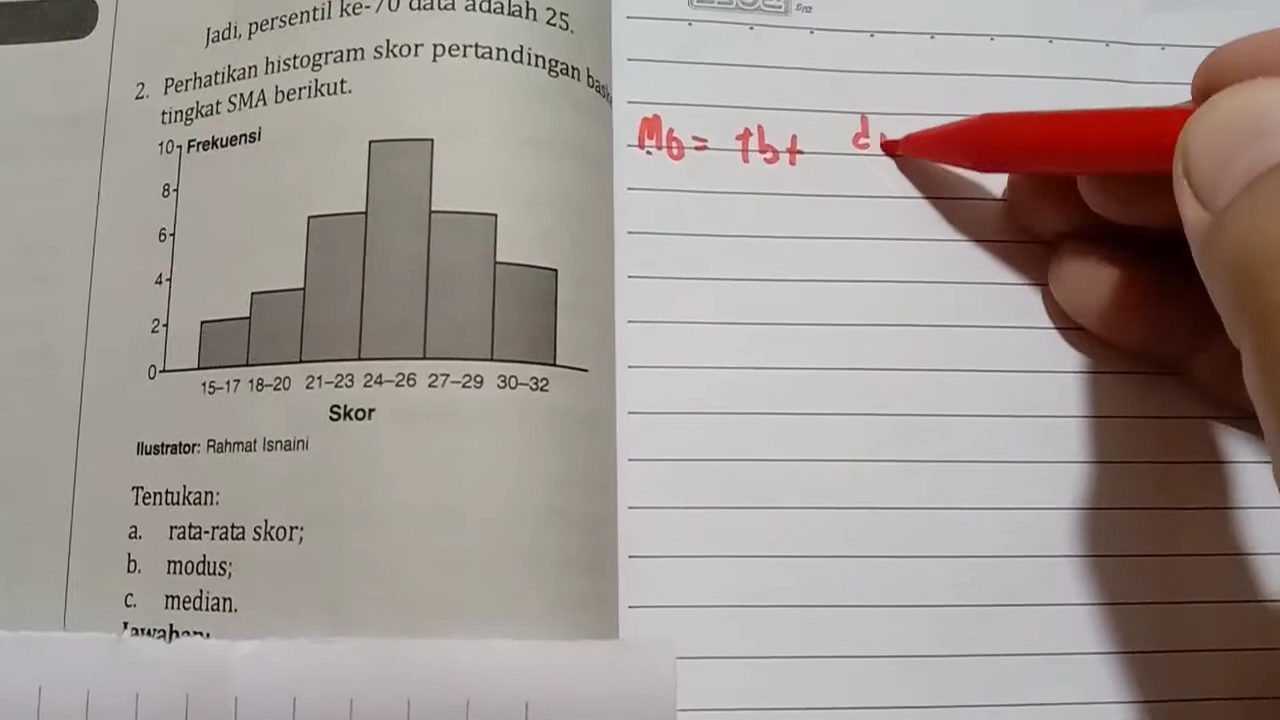 Jadi, persentil ke-70 data adalah 25.
2. Perhatikan histogram skor pertandingan
tingkat SMA berikut.
Frekuensi
10
8
6
4
2
0
15–17 18–20 21–23 24–26 27–29 30–32
Skor
Ilustrator: Rahmat Isnaini
Tentukan:
a. rata-rata skor;
b. modus;
c. median.
Mo = tb +